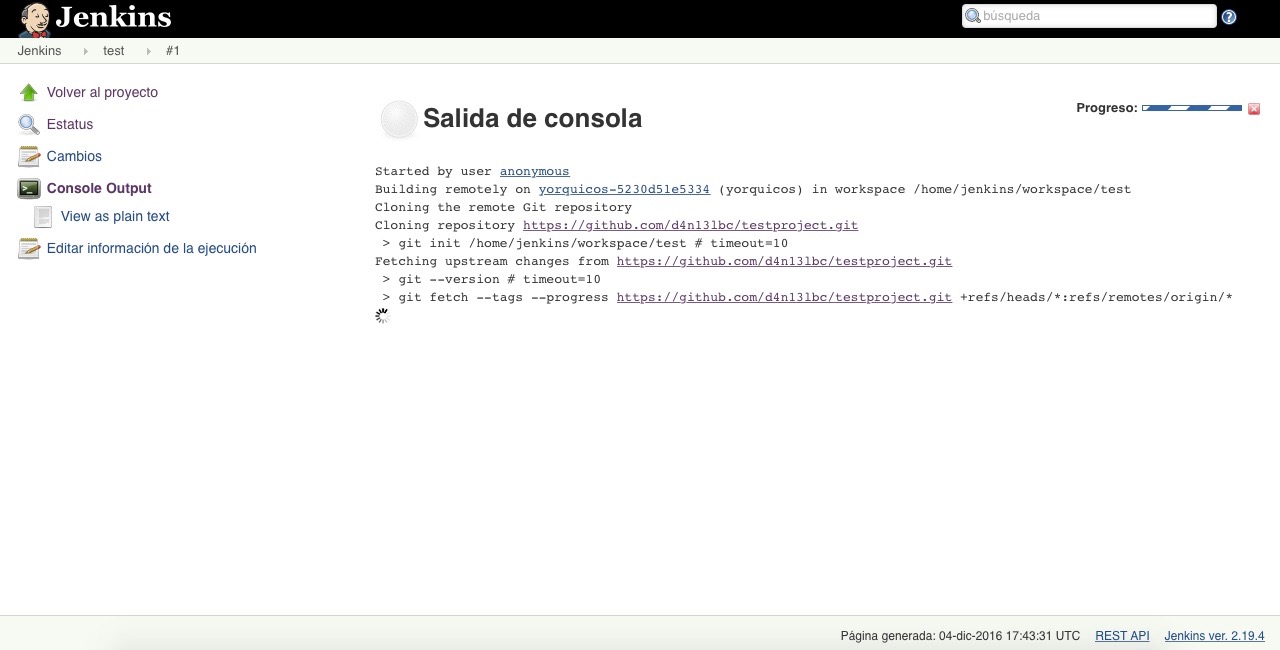 Jenkins
búsqueda
Jenkins
test
#1
Volver al proyecto
Estatus
Cambios
Console Output
View as plain text
Editar información de la ejecución
Salida de consola
Progreso:
Started by user anonymous
Building remotely on yorquicos-5230d51e5334 (yorquicos) in workspace /home/jenkins/workspace/test
Cloning the remote Git repository
Cloning repository https://github.com/d4n13lbc/testproject.git
> git init /home/jenkins/workspace/test # timeout=10
Fetching upstream changes from https://github.com/d4n13lbc/testproject.git
> git --version # timeout=10
> git fetch --tags --progress https://github.com/d4n13lbc/testproject.git +refs/heads/*:refs/remotes/origin/*
Página generada: 04-dic-2016 17:43:31 UTC
REST API
Jenkins ver. 2.19.4